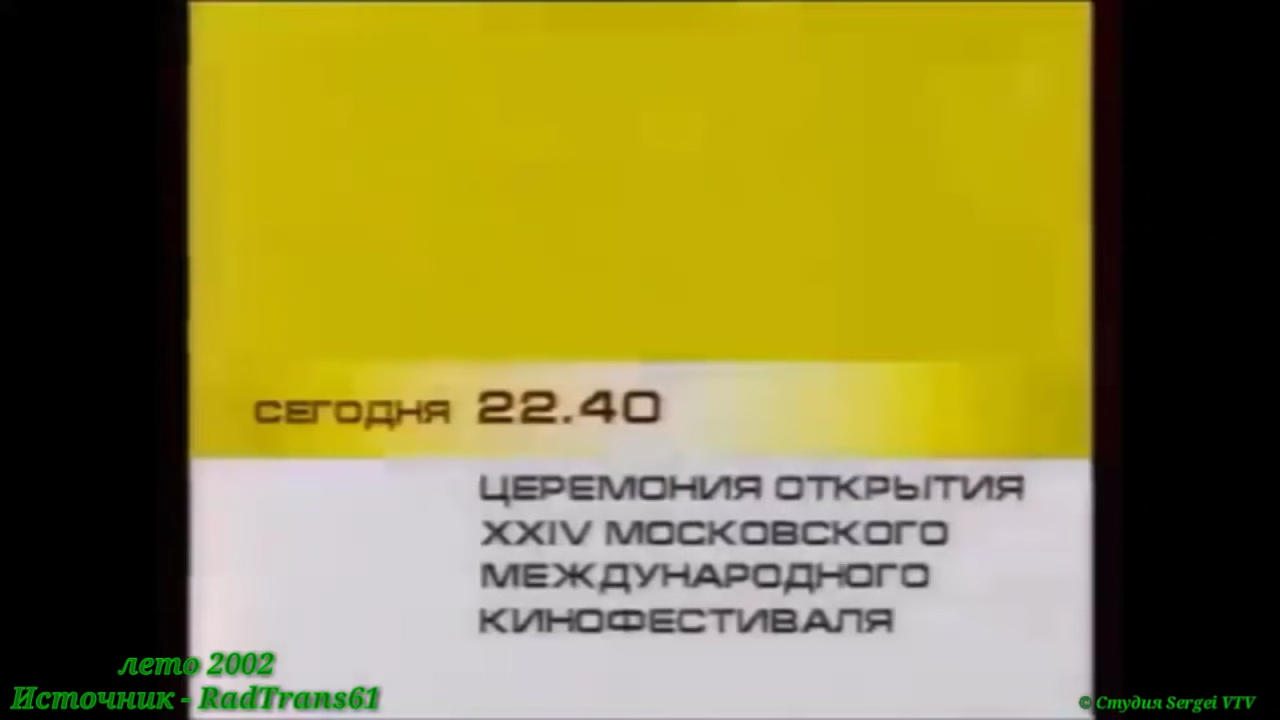 СЕГОДНЯ 22.40
ЦЕРЕМОНИЯ ОТКРЫТИЯ
XXIV МОСКОВСКОГО
МЕЖДУНАРОДНОГО
КИНОФЕСТИВАЛЯ
лето 2002
Источник - RadTrans61
© Студия Sergei VTV